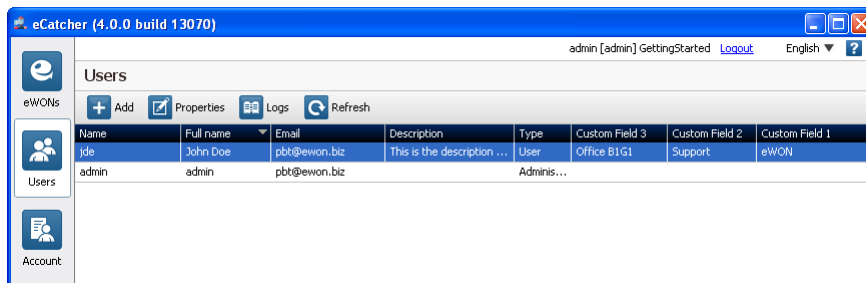 eCatcher (4.0.0 build 13070)
admin [admin] GettingStarted Logout English ▼ ?
eWONs
Users
Account
Users
Add Properties Logs Refresh
Name Full name Email Description Type Custom Field 3 Custom Field 2 Custom Field 1
jde John Doe pbt@ewon.biz This is the description ... User Office B1G1 Support eWON
admin admin pbt@ewon.biz Adminis...